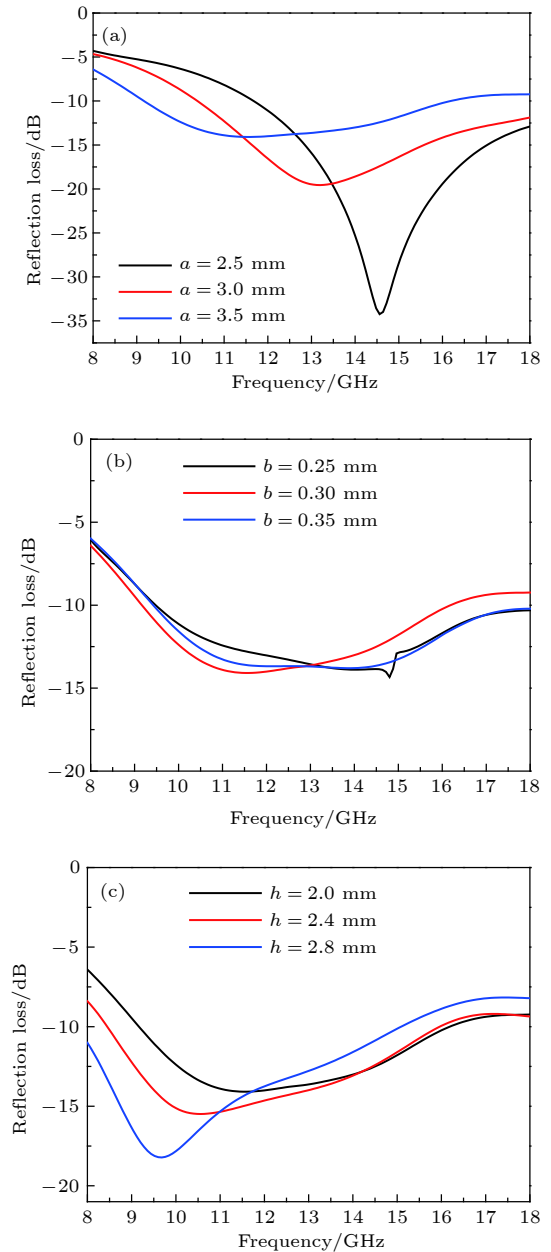 (a)
0
−5
−10
−15
−20
−25
−30
−35
Reflection loss/dB
a = 2.5 mm
a = 3.0 mm
a = 3.5 mm
8 9 10 11 12 13 14 15 16 17 18
Frequency/GHz
(b)
0
−5
−10
−15
−20
Reflection loss/dB
b = 0.25 mm
b = 0.30 mm
b = 0.35 mm
8 9 10 11 12 13 14 15 16 17 18
Frequency/GHz
(c)
0
−5
−10
−15
−20
Reflection loss/dB
h = 2.0 mm
h = 2.4 mm
h = 2.8 mm
8 9 10 11 12 13 14 15 16 17 18
Frequency/GHz